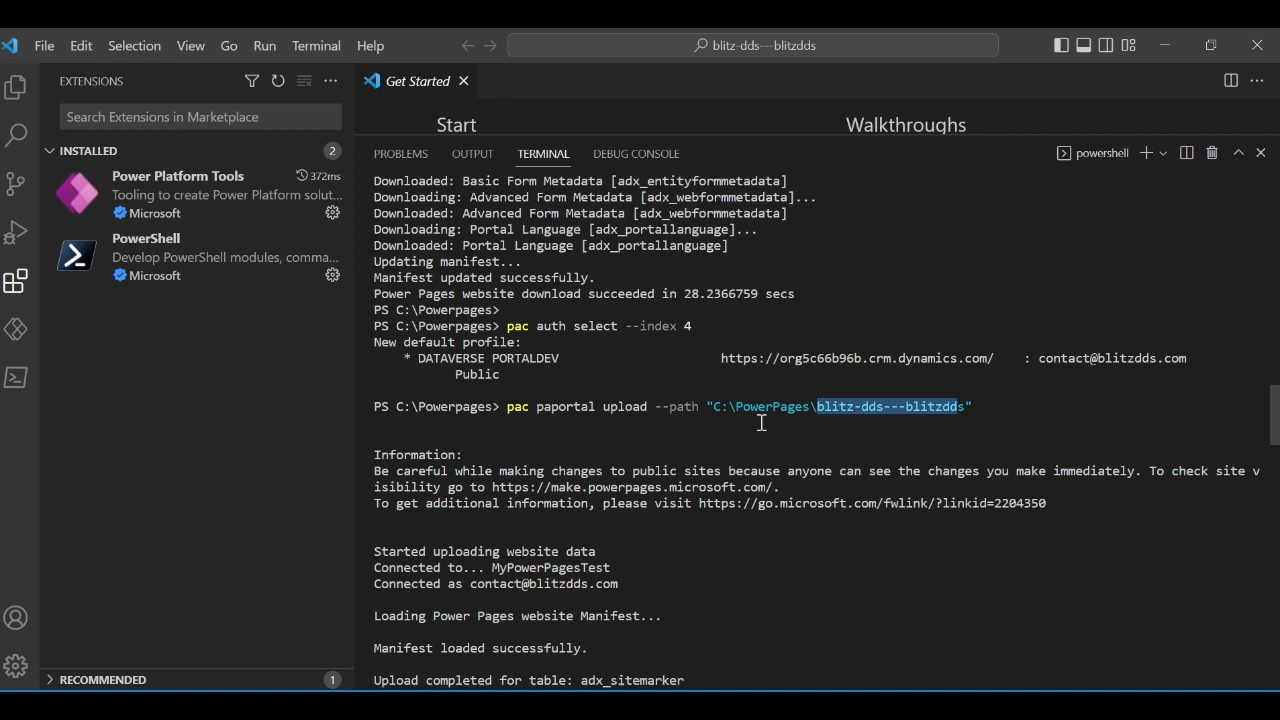 File Edit Selection View Go Run Terminal Help
blitz-dds---blitzdds
EXTENSIONS
Get Started
Search Extensions in Marketplace
Start
Walkthroughs
INSTALLED
2
Power Platform Tools
372ms
Tooling to create Power Platform solut...
Microsoft
PowerShell
Develop PowerShell modules, comma...
Microsoft
PROBLEMS OUTPUT TERMINAL DEBUG CONSOLE
powershell
Downloaded: Basic Form Metadata [adx_entityformmetadata]
Downloading: Advanced Form Metadata [adx_webformmetadata]...
Downloaded: Advanced Form Metadata [adx_webformmetadata]
Downloading: Portal Language [adx_portallanguage]...
Downloaded: Portal Language [adx_portallanguage]
Updating manifest...
Manifest updated successfully.
Power Pages website download succeeded in 28.2366759 secs
PS C:\Powerpages>
PS C:\Powerpages> pac auth select --index 4
New default profile:
* DATAVERSE PORTALDEV https://org5c66b96b.crm.dynamics.com/ : contact@blitzdds.com
Public
PS C:\Powerpages> pac paportal upload --path "C:\PowerPages\blitz-dds---blitzdds"
Information:
Be careful while making changes to public sites because anyone can see the changes you make immediately. To check site v
isibility go to https://make.powerpages.microsoft.com/.
To get additional information, please visit https://go.microsoft.com/fwlink/?linkid=2204350
Started uploading website data
Connected to... MyPowerPagesTest
Connected as contact@blitzdds.com
Loading Power Pages website Manifest...
Manifest loaded successfully.
Upload completed for table: adx_sitemarker
RECOMMENDED
1